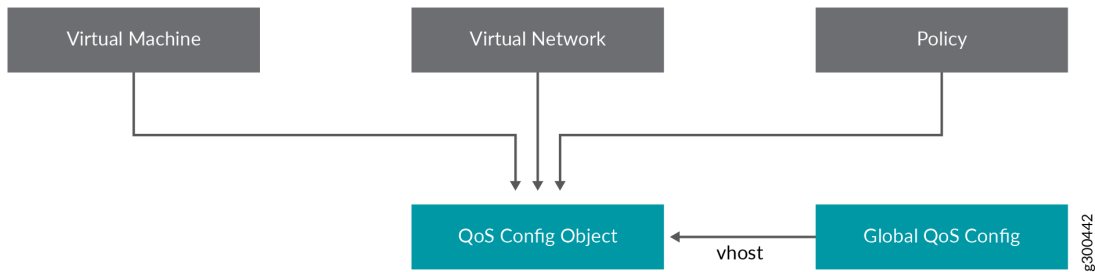 Virtual Machine
Virtual Network
Policy
QoS Config Object
vhost
Global QoS Config
g300442